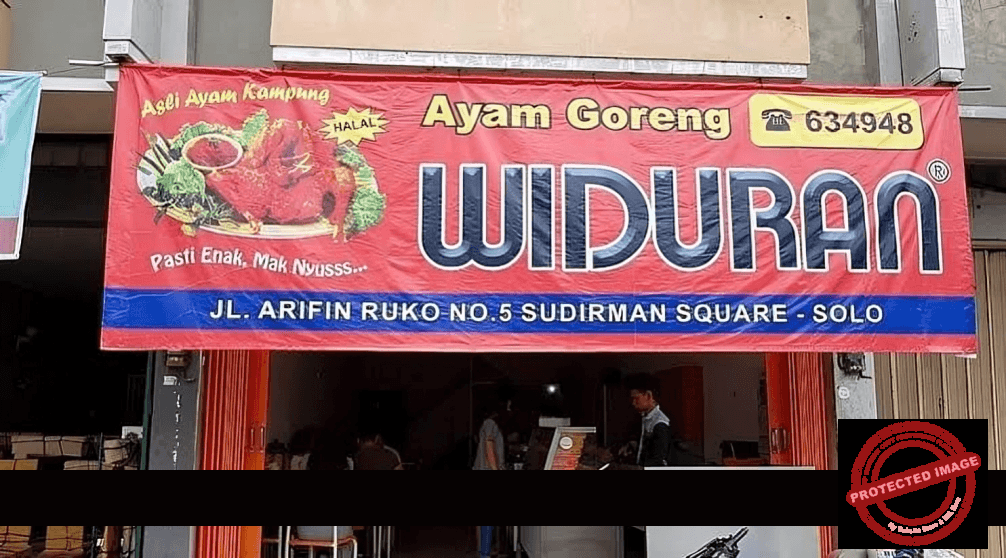 Asli Ayam Kampung
HALAL
Ayam Goreng
☎ 634948
WIDURAN ®
Pasti Enak, Mak Nyusss...
JL. ARIFIN RUKO NO.5 SUDIRMAN SQUARE - SOLO
PROTECTED IMAGE